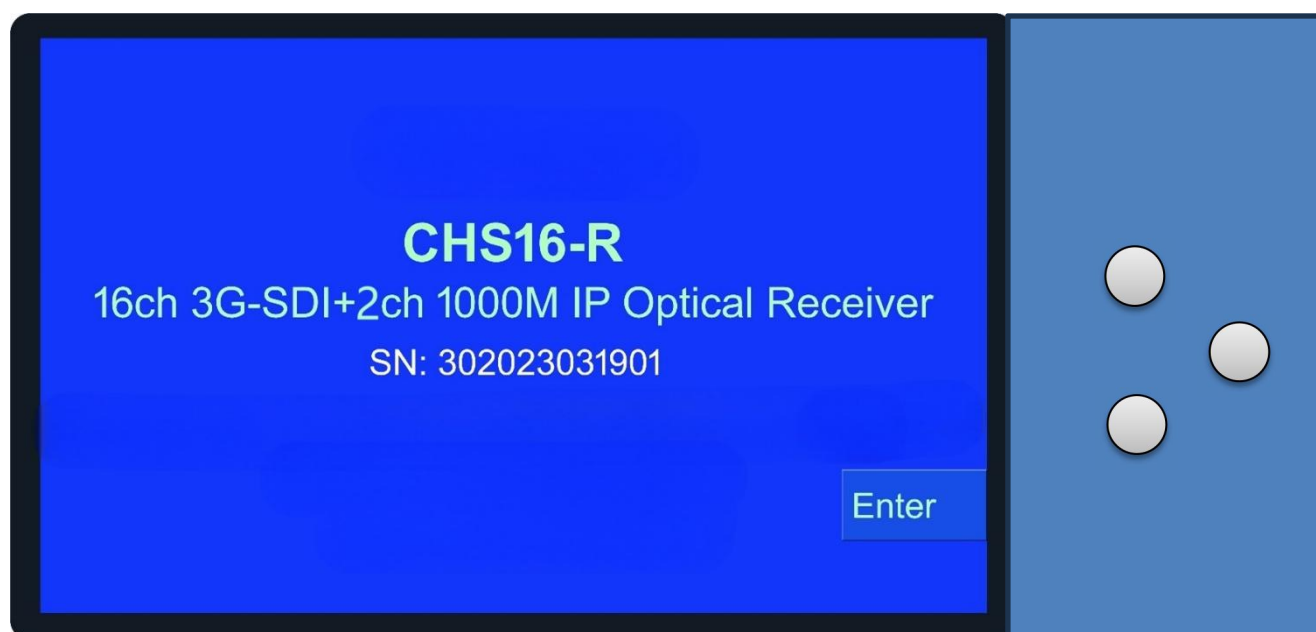 CHS16-R
16ch 3G-SDI+2ch 1000M IP Optical Receiver
SN: 302023031901
Enter